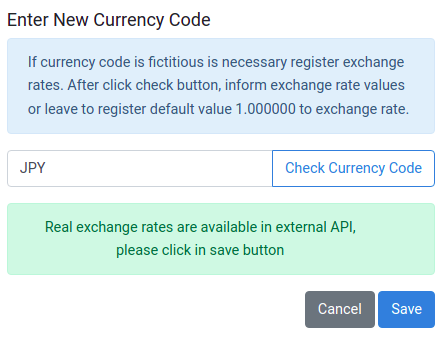 Enter New Currency Code
If currency code is fictitious is necessary register exchange
rates. After click check button, inform exchange rate values
or leave to register default value 1.000000 to exchange rate.
JPY
Check Currency Code
Real exchange rates are available in external API,
please click in save button
Cancel
Save